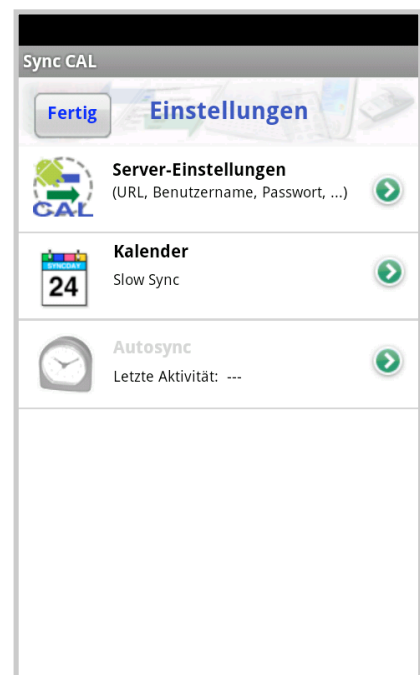 Sync CAL
Fertig
Einstellungen
CAL
Server-Einstellungen
(URL, Benutzername, Passwort, ...)
SYNCDAY
24
Kalender
Slow Sync
Autosync
Letzte Aktivität: ---